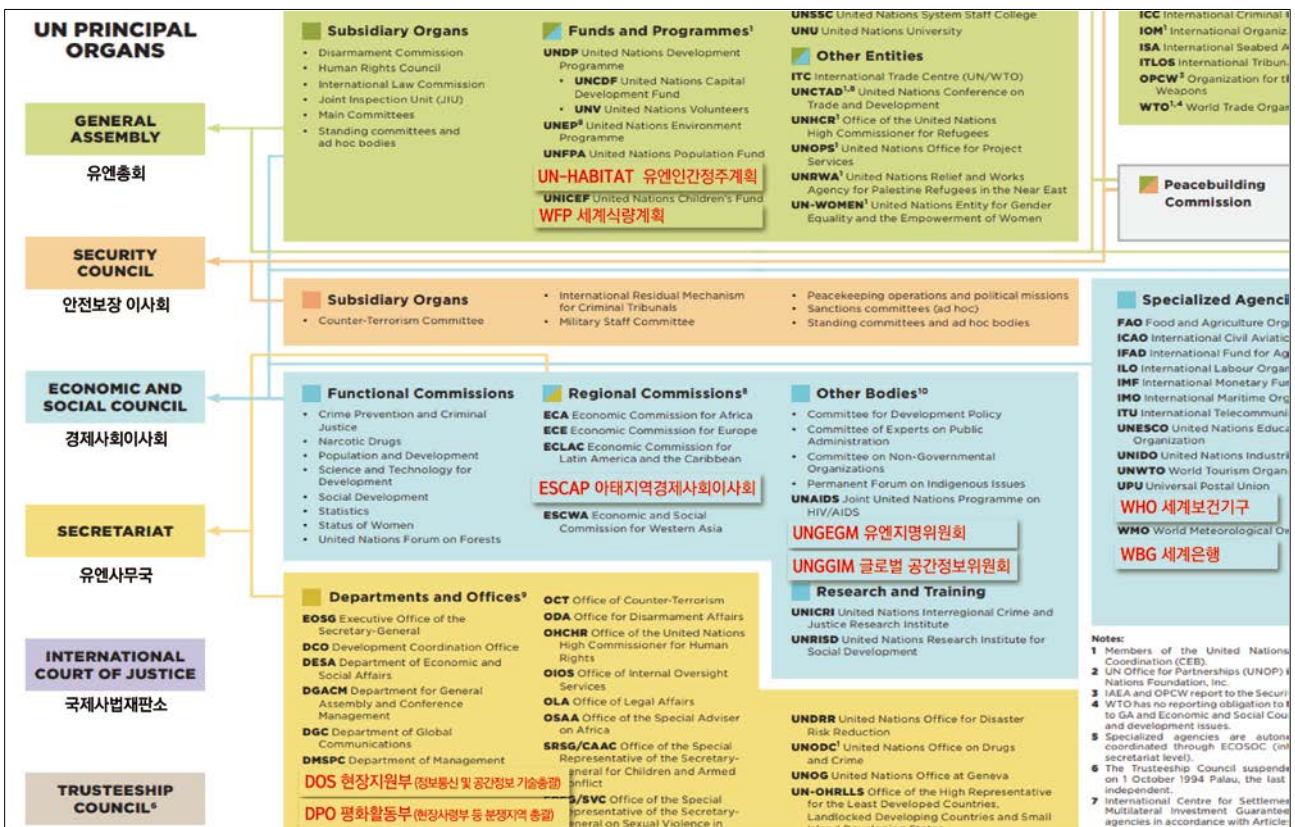 UN PRINCIPAL
ORGANS
GENERAL
ASSEMBLY
유엔총회
SECURITY
COUNCIL
안전보장 이사회
ECONOMIC AND
SOCIAL COUNCIL
경제사회이사회
SECRETARIAT
유엔사무국
INTERNATIONAL
COURT OF JUSTICE
국제사법재판소
TRUSTEESHIP
COUNCIL⁶
Subsidiary Organs
• Disarmament Commission
• Human Rights Council
• International Law Commission
• Joint Inspection Unit (JIU)
• Main Committees
• Standing committees and
ad hoc bodies
Funds and Programmes¹
UNDP United Nations Development
Programme
• UNCDF United Nations Capital
Development Fund
• UNV United Nations Volunteers
UNEP⁸ United Nations Environment
Programme
UNFPA United Nations Population Fund
UN-HABITAT 유엔인간정주계획
UNICEF United Nations Children's Fund
WFP 세계식량계획
UNSSC United Nations System Staff College
UNU United Nations University
Other Entities
ITC International Trade Centre (UN/WTO)
UNCTAD¹,⁸ United Nations Conference on
Trade and Development
UNHCR¹ Office of the United Nations
High Commissioner for Refugees
UNOPS¹ United Nations Office for Project
Services
UNRWA¹ United Nations Relief and Works
Agency for Palestine Refugees in the Near East
UN-WOMEN¹ United Nations Entity for Gender
Equality and the Empowerment of Women
ICC International Criminal
IOM¹ International Organiz
ISA International Seabed A
ITLOS International Tribun
OPCW³ Organization for t
Weapons
WTO¹,⁴ World Trade Organ
Peacebuilding
Commission
Subsidiary Organs
• Counter-Terrorism Committee
• International Residual Mechanism
for Criminal Tribunals
• Military Staff Committee
• Peacekeeping operations and political missions
• Sanctions committees (ad hoc)
• Standing committees and ad hoc bodies
Functional Commissions
• Crime Prevention and Criminal
Justice
• Narcotic Drugs
• Population and Development
• Science and Technology for
Development
• Social Development
• Statistics
• Status of Women
• United Nations Forum on Forests
Regional Commissions⁸
ECA Economic Commission for Africa
ECE Economic Commission for Europe
ECLAC Economic Commission for
Latin America and the Caribbean
ESCAP 아태지역경제사회이사회
ESCWA Economic and Social
Commission for Western Asia
Other Bodies¹⁰
• Committee for Development Policy
• Committee of Experts on Public
Administration
• Committee on Non-Governmental
Organizations
• Permanent Forum on Indigenous Issues
UNAIDS Joint United Nations Programme on
HIV/AIDS
UNGEGM 유엔지명위원회
UNGGIM 글로벌 공간정보위원회
Research and Training
UNICRI United Nations Interregional Crime and
Justice Research Institute
UNRISD United Nations Research Institute for
Social Development
Specialized Agenci
FAO Food and Agriculture Org
ICAO International Civil Aviatic
IFAD International Fund for Ag
ILO International Labour Organ
IMF International Monetary Fun
IMO International Maritime Org
ITU International Telecommuni
UNESCO United Nations Educa
Organization
UNIDO United Nations Industri
UNWTO World Tourism Organ
UPU Universal Postal Union
WHO 세계보건기구
WMO World Meteorological Or
WBG 세계은행
Departments and Offices⁹
EOSG Executive Office of the
Secretary-General
DCO Development Coordination Office
DESA Department of Economic and
Social Affairs
DGACM Department for General
Assembly and Conference
Management
DGC Department of Global
Communications
DMSPC Department of Management
DOS 현장지원부 (정보통신 및 공간정보 기술총괄)
DPO 평화활동부 (현장사령부 등 분쟁지역 총괄)
OCT Office of Counter-Terrorism
ODA Office for Disarmament Affairs
OHCHR Office of the United Nations
High Commissioner for Human
Rights
OIOS Office of Internal Oversight
Services
OLA Office of Legal Affairs
OSAA Office of the Special Adviser
on Africa
SRSG/CAAC Office of the Special
Representative of the Secretary-
eneral for Children and Armed
onflict
/SVC Office of the Special
epresentative of the Secretary-
eneral on Sexual Violence in
UNDRR United Nations Office for Disaster
Risk Reduction
UNODC¹ United Nations Office on Drugs
and Crime
UNOG United Nations Office at Geneva
UN-OHRLLS Office of the High Representative
for the Least Developed Countries,
Landlocked Developing Countries and Small
Notes:
1 Members of the United Nations
Coordination (CEB).
2 UN Office for Partnerships (UNOP)
Nations Foundation, Inc.
3 IAEA and OPCW report to the Securi
4 WTO has no reporting obligation to
to GA and Economic and Social Cou
and development issues.
5 Specialized agencies are auton
coordinated through ECOSOC (in
secretariat level).
6 The Trusteeship Council suspende
on 1 October 1994 Palau, the last
independent.
7 International Centre for Settleme
Multilateral Investment Guarantee
agencies in accordance with Article